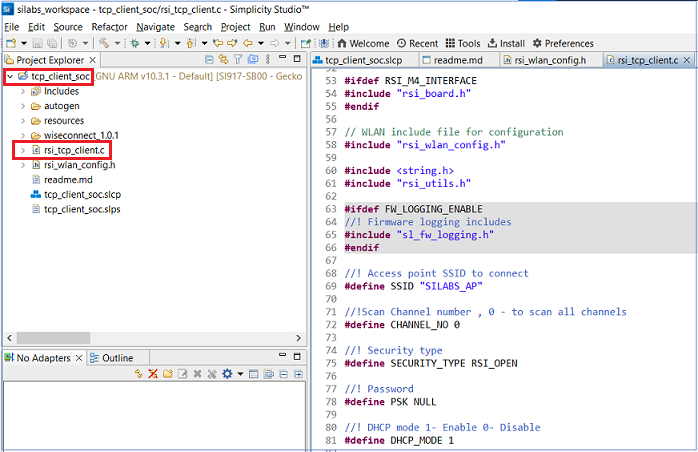 silabs_workspace - tcp_client_soc/rsi_tcp_client.c - Simplicity Studio™
File Edit Source Refactor Navigate Search Project Run Window Help
Welcome Recent Tools Install Preferences
Project Explorer
tcp_client_soc [GNU ARM v10.3.1 - Default] [SI917-SB00 - Gecko
Includes
autogen
resources
wiseconnect_1.0.1
rsi_tcp_client.c
rsi_wlan_config.h
readme.md
tcp_client_soc.slcp
tcp_client_soc.slps
No Adapters Outline
tcp_client_soc.slcp readme.md rsi_wlan_config.h rsi_tcp_client.c
52
53 #ifdef RSI_M4_INTERFACE
54 #include "rsi_board.h"
55 #endif
56
57 // WLAN include file for configuration
58 #include "rsi_wlan_config.h"
59
60 #include <string.h>
61 #include "rsi_utils.h"
62
63 #ifdef FW_LOGGING_ENABLE
64 //! Firmware logging includes
65 #include "sl_fw_logging.h"
66 #endif
67
68 //! Access point SSID to connect
69 #define SSID "SILABS_AP"
70
71 //!Scan Channel number , 0 - to scan all channels
72 #define CHANNEL_NO 0
73
74 //! Security type
75 #define SECURITY_TYPE RSI_OPEN
76
77 //! Password
78 #define PSK NULL
79
80 //! DHCP mode 1- Enable 0- Disable
81 #define DHCP_MODE 1